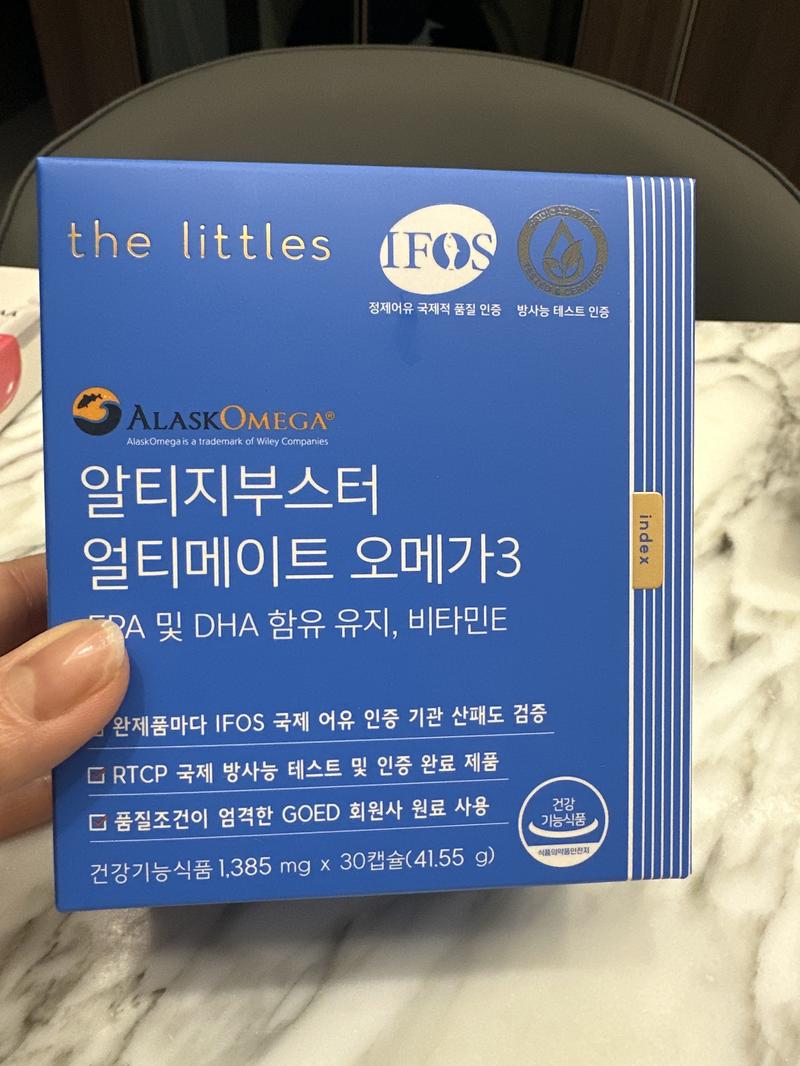 the littles
IFOS
정제어유 국제적 품질 인증
방사능 테스트 인증
ALASKOMEGA®
AlaskOmega is a trademark of Wiley Companies
알티지부스터
얼티메이트 오메가3
EPA 및 DHA 함유 유지, 비타민E
index
완제품마다 IFOS 국제 어유 인증 기관 산패도 검증
RTCP 국제 방사능 테스트 및 인증 완료 제품
품질조건이 엄격한 GOED 회원사 원료 사용
건강기능식품 1,385 mg x 30캡슐(41.55 g)
건강
기능식품
식품의약품안전처